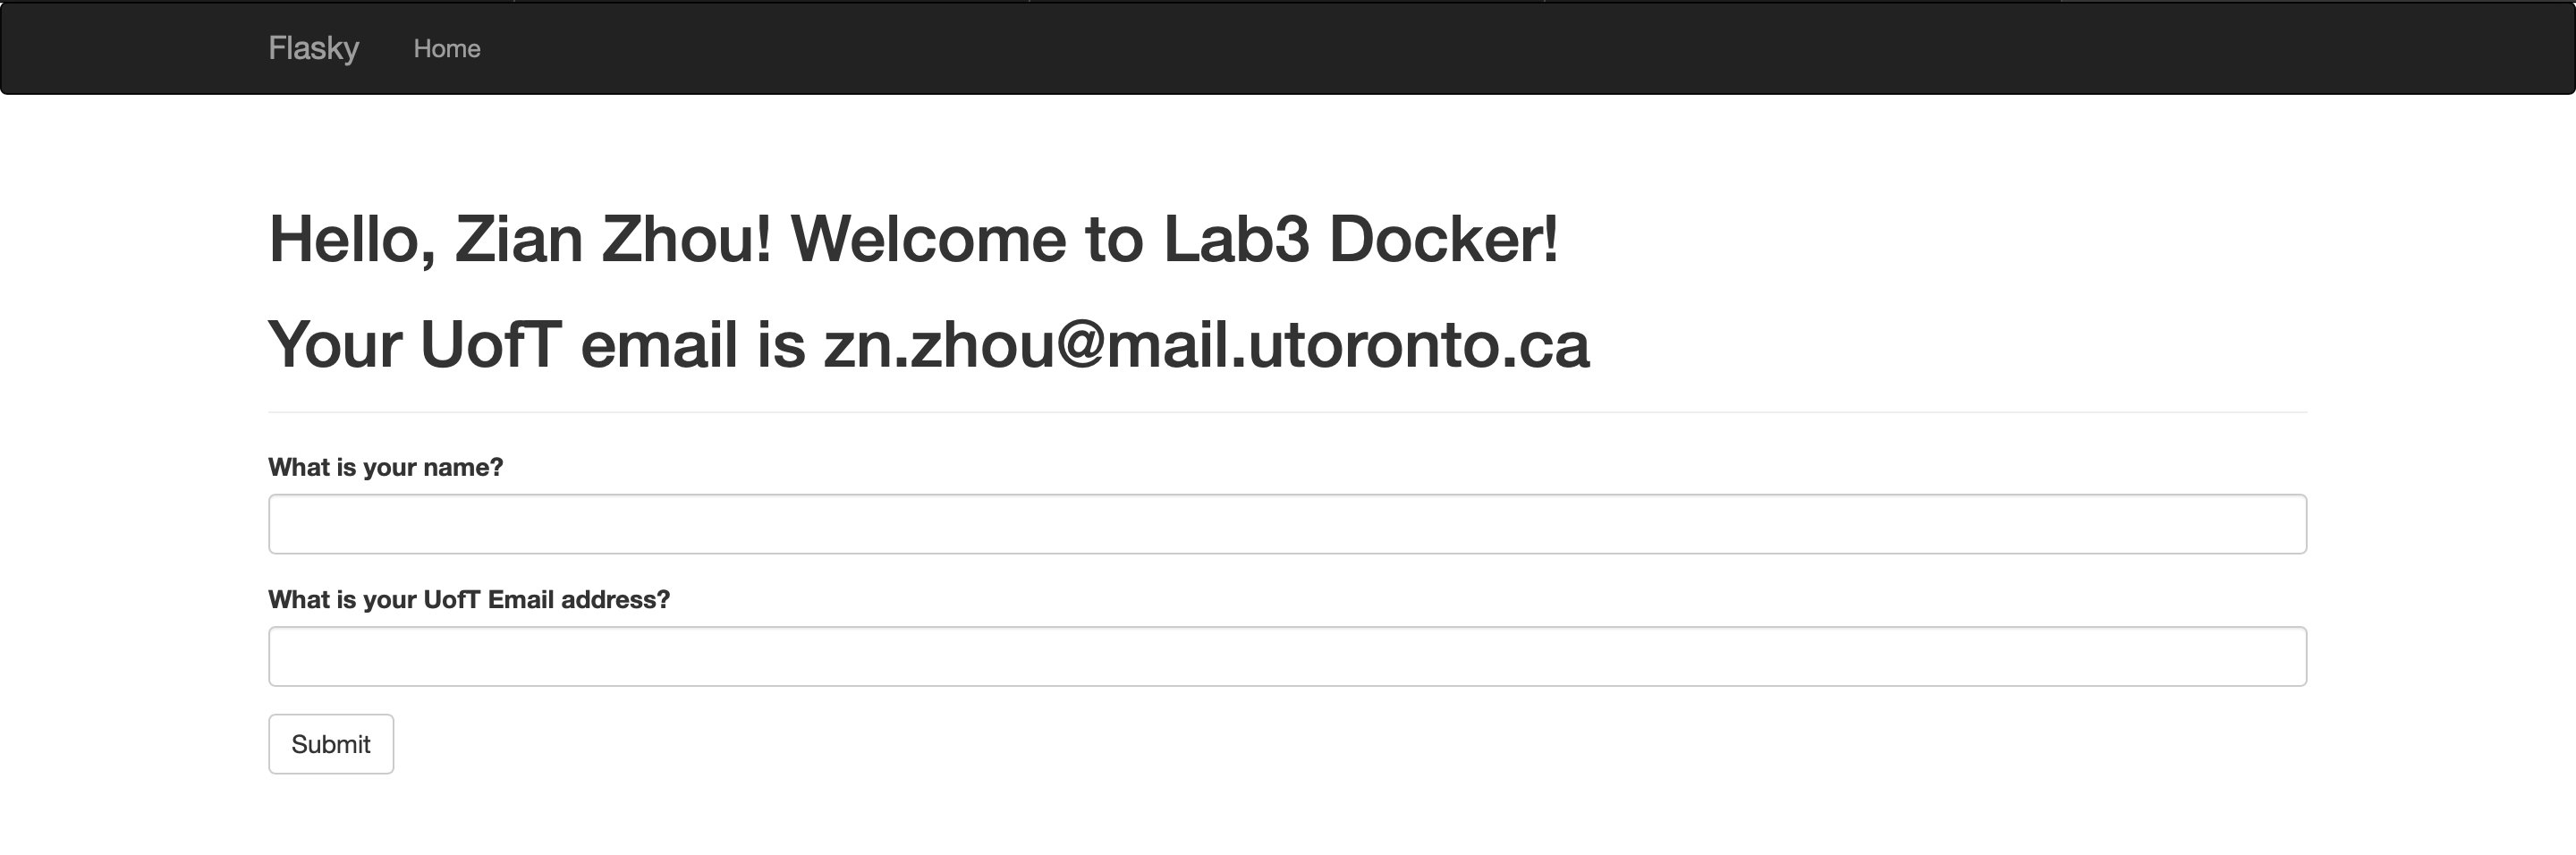 Flasky Home
Hello, Zian Zhou! Welcome to Lab3 Docker!
Your UofT email is zn.zhou@mail.utoronto.ca
What is your name?
What is your UofT Email address?
Submit